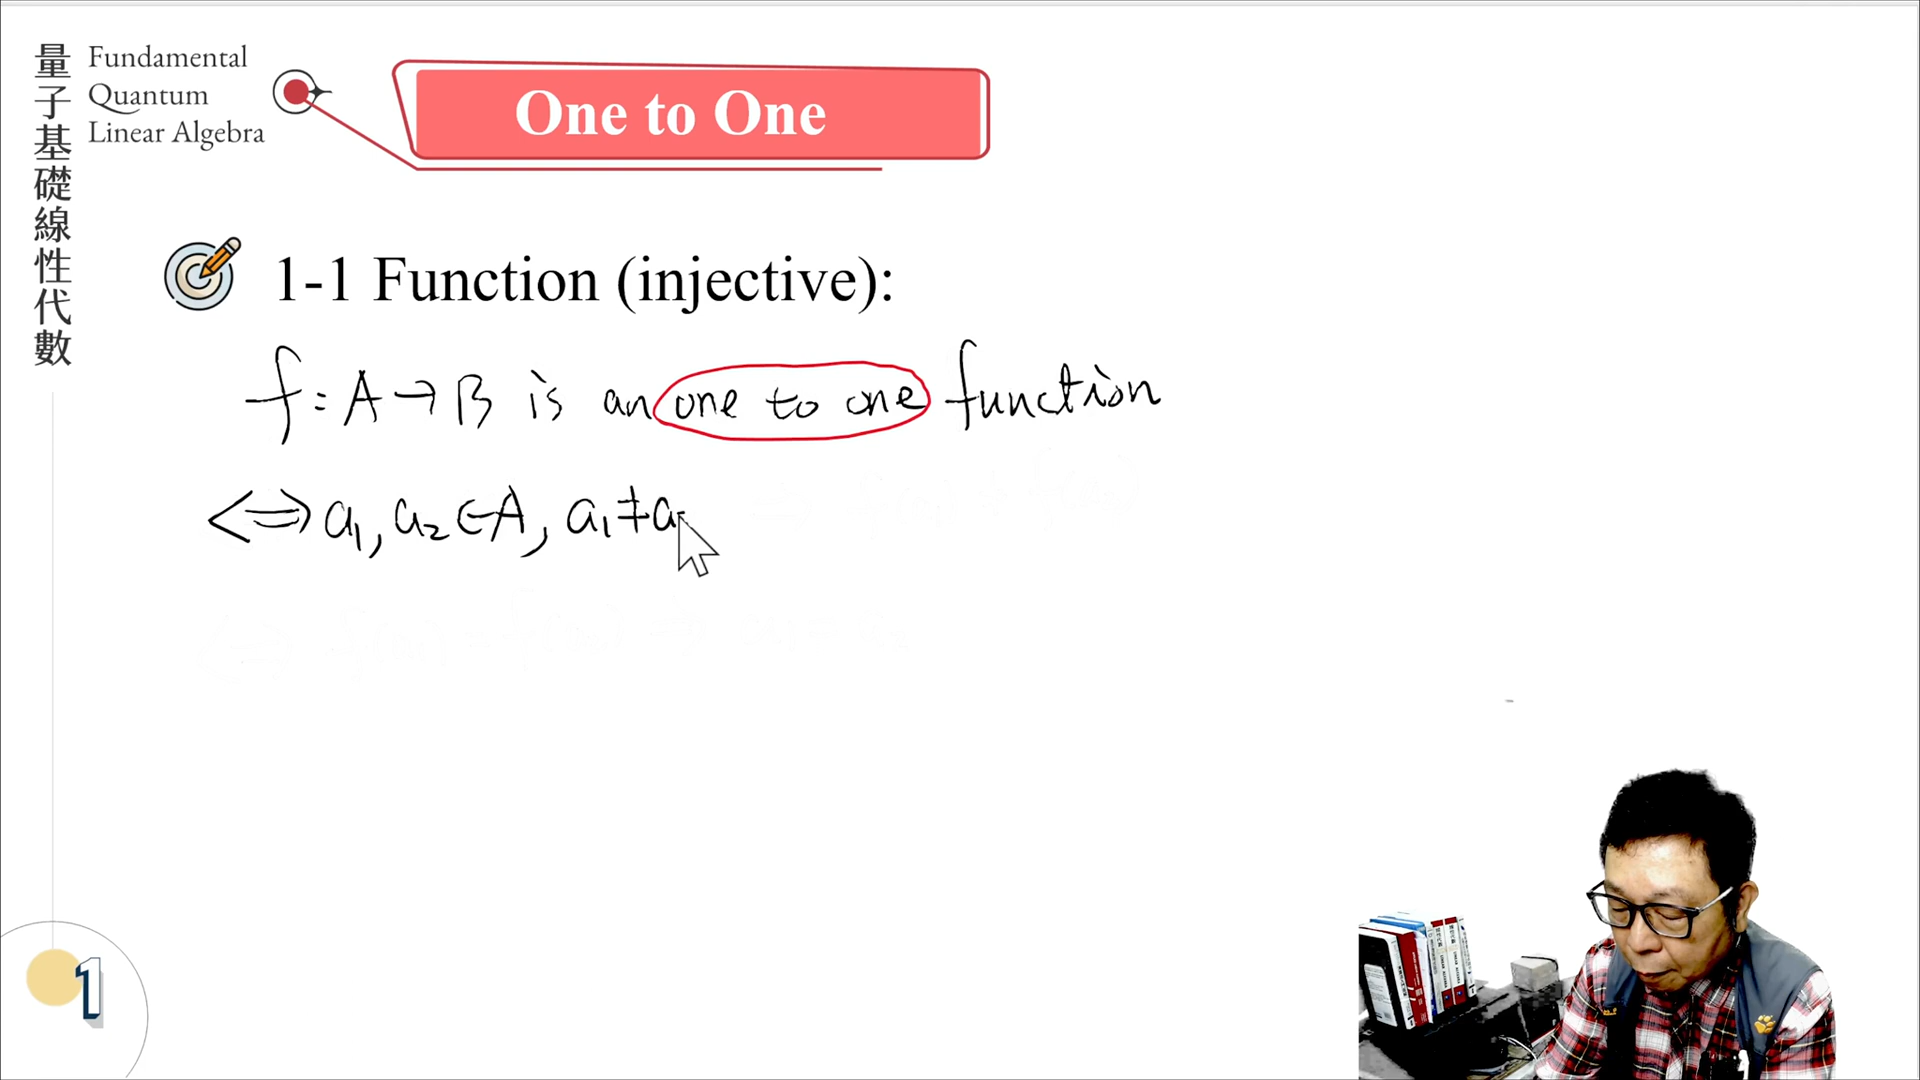 量子基礎線性代數
Fundamental
Quantum
Linear Algebra
One to One
1-1 Function (injective):
f: A → B is an one to one function
⟺ a₁, a₂ ∈ A, a₁ ≠ a
1